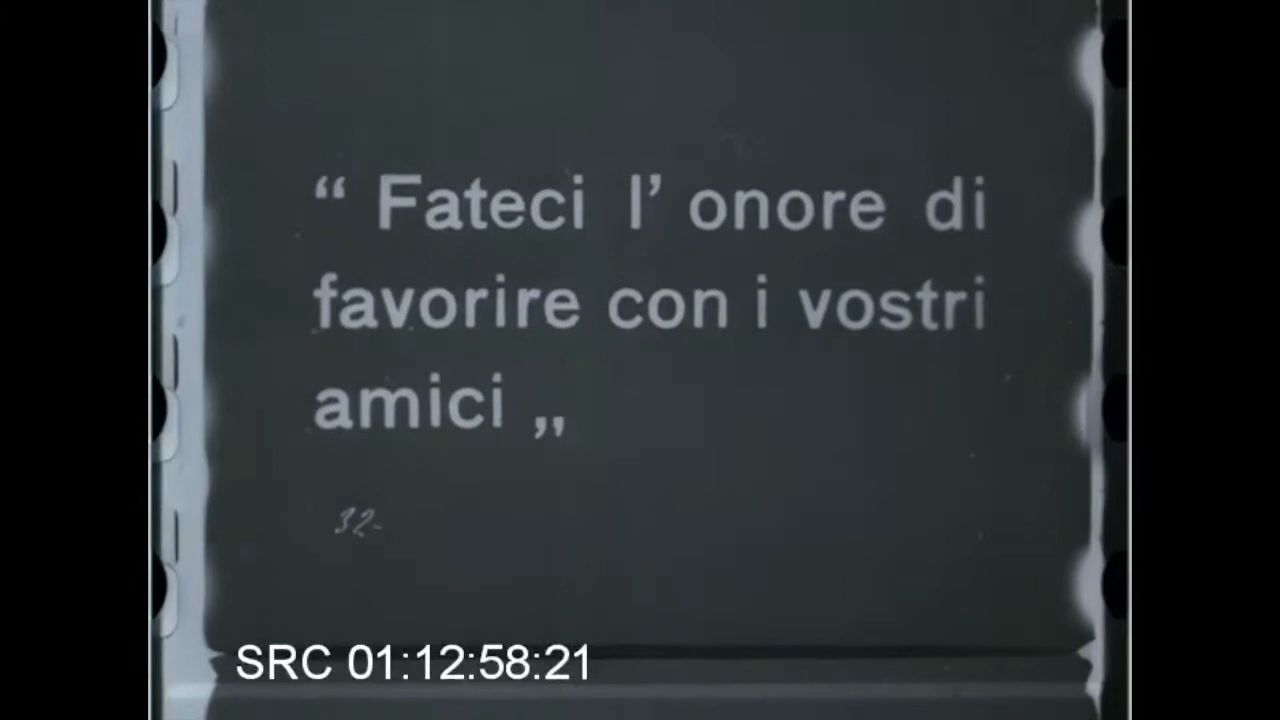 “ Fateci l’ onore di
favorire con i vostri
amici „
32-
SRC 01:12:58:21